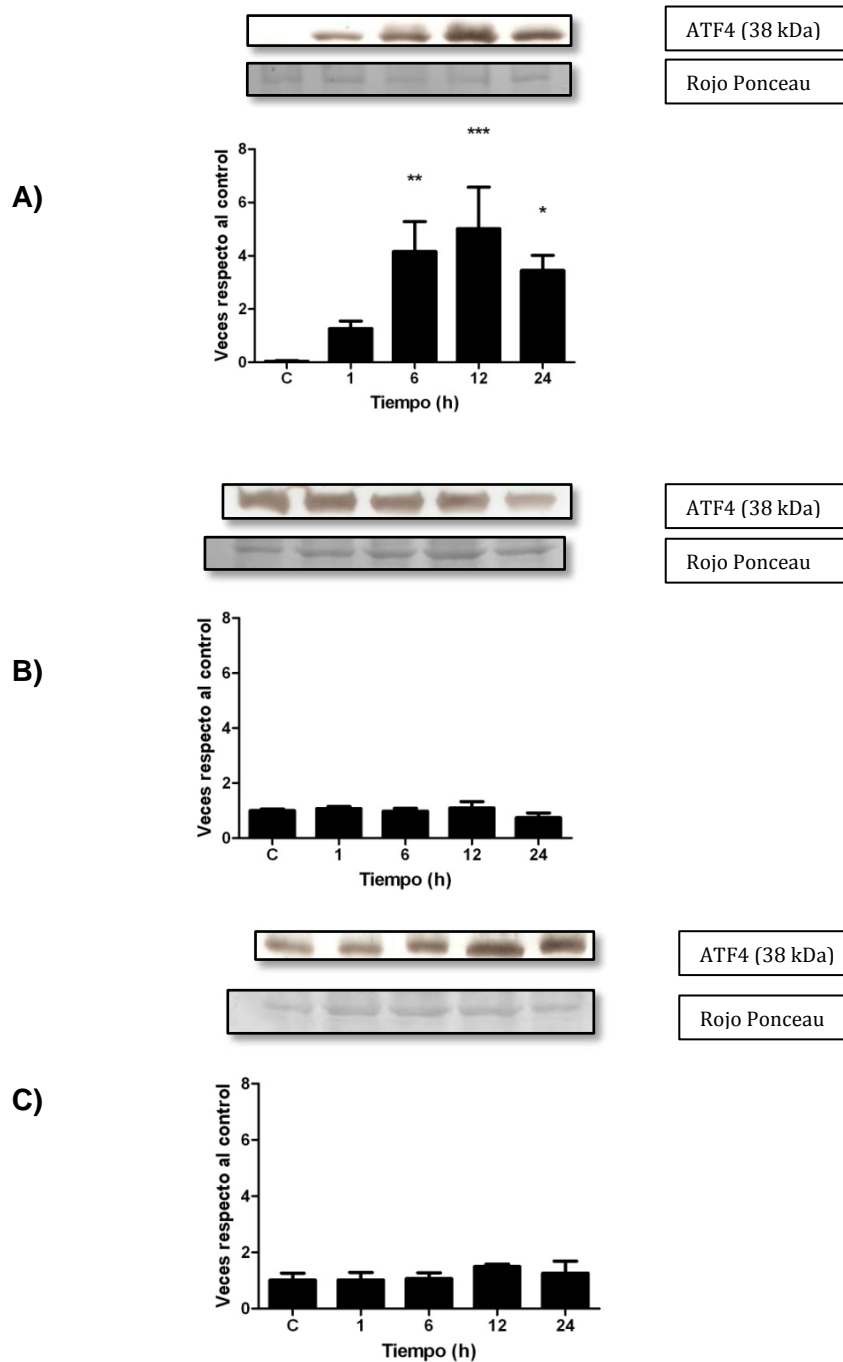 ATF4 (38 kDa)
Rojo Ponceau
A)
Veces respecto al control
8
6
4
2
0
**
***
*
C 1 6 12 24
Tiempo (h)
ATF4 (38 kDa)
Rojo Ponceau
B)
Veces respecto al control
8
6
4
2
0
C 1 6 12 24
Tiempo (h)
ATF4 (38 kDa)
Rojo Ponceau
C)
Veces respecto al control
8
6
4
2
0
C 1 6 12 24
Tiempo (h)